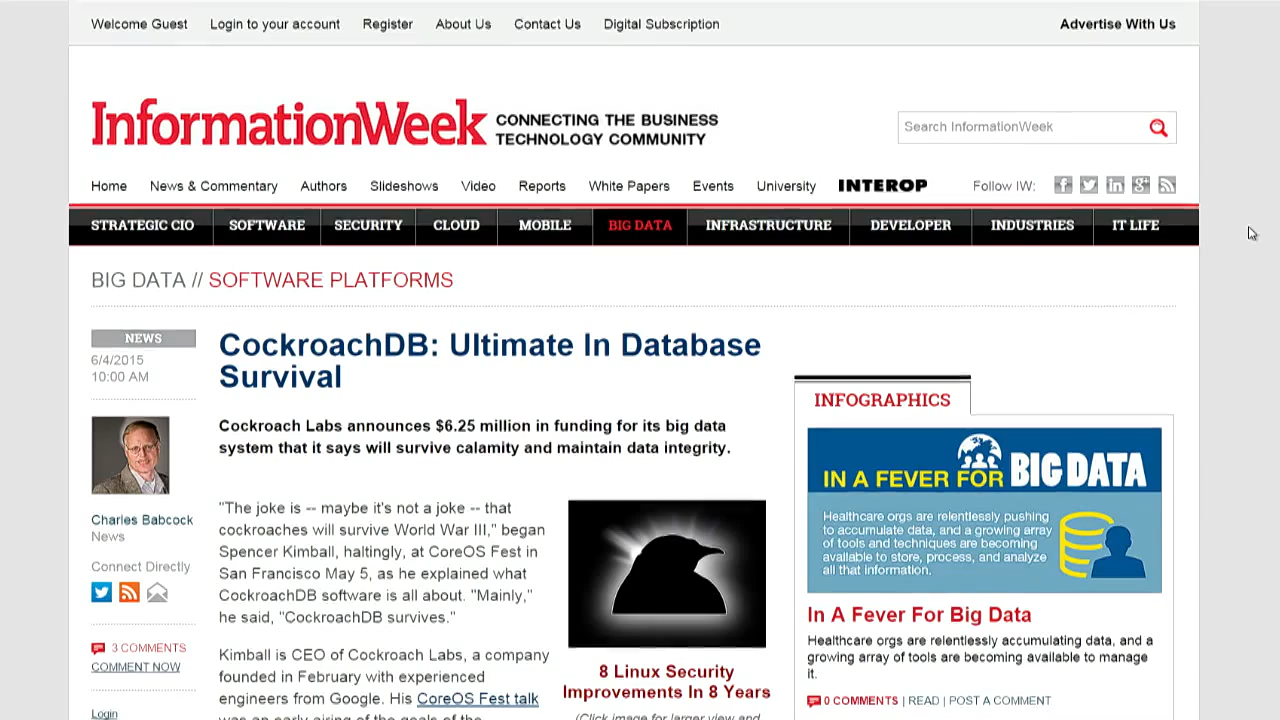 Welcome Guest Login to your account Register About Us Contact Us Digital Subscription Advertise With Us
InformationWeek CONNECTING THE BUSINESS
TECHNOLOGY COMMUNITY
Search InformationWeek
Home News & Commentary Authors Slideshows Video Reports White Papers Events University INTEROP Follow IW:
STRATEGIC CIO SOFTWARE SECURITY CLOUD MOBILE BIG DATA INFRASTRUCTURE DEVELOPER INDUSTRIES IT LIFE
BIG DATA // SOFTWARE PLATFORMS
NEWS
6/4/2015
10:00 AM
Charles Babcock
News
Connect Directly
3 COMMENTS
COMMENT NOW
Login
CockroachDB: Ultimate In Database
Survival
Cockroach Labs announces $6.25 million in funding for its big data
system that it says will survive calamity and maintain data integrity.
"The joke is -- maybe it's not a joke -- that
cockroaches will survive World War III," began
Spencer Kimball, haltingly, at CoreOS Fest in
San Francisco May 5, as he explained what
CockroachDB software is all about. "Mainly,"
he said, "CockroachDB survives."
Kimball is CEO of Cockroach Labs, a company
founded in February with experienced
engineers from Google. His CoreOS Fest talk
was an early airing of the goals of the
8 Linux Security
Improvements In 8 Years
(Click image for larger view and
INFOGRAPHICS
IN A FEVER FOR BIG DATA
Healthcare orgs are relentlessly pushing
to accumulate data, and a growing array
of tools and techniques are becoming
available to store, process, and analyze
all that information.
In A Fever For Big Data
Healthcare orgs are relentlessly accumulating data, and a
growing array of tools are becoming available to manage
it.
0 COMMENTS | READ | POST A COMMENT